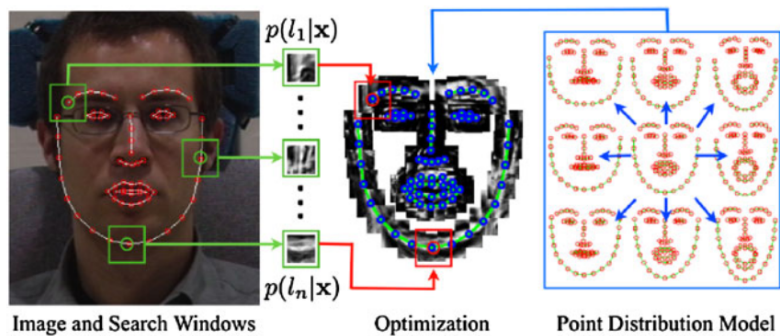 p(l₁|x)
p(lₙ|x)
Image and Search Windows
Optimization
Point Distribution Model